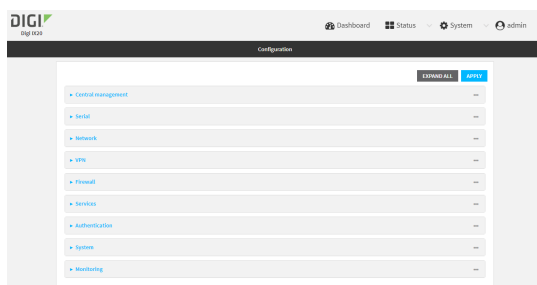 DIGI
Digi IX20
Dashboard Status System admin
Configuration
EXPAND ALL APPLY
Central management
Serial
Network
VPN
Firewall
Services
Authentication
System
Monitoring